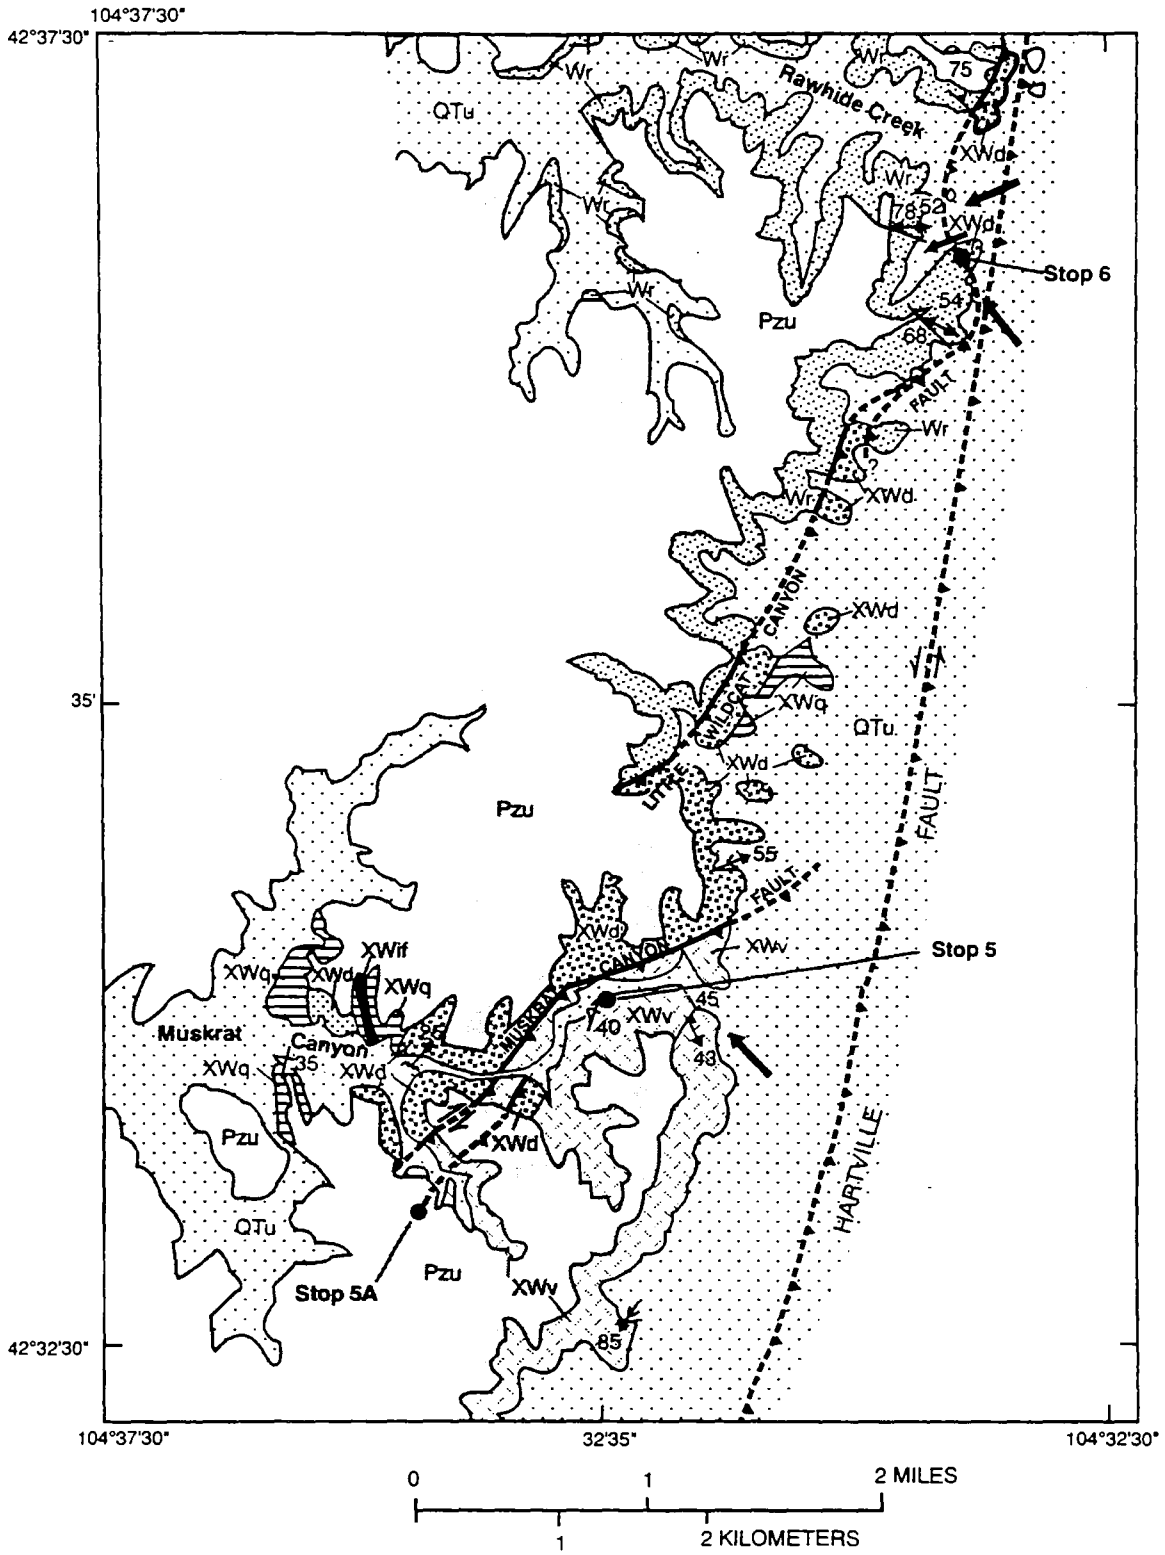 104°37'30"
42°37'30"
Wr
Wr
Wr
75
Rawhide Creek
QTu
XWd
Wr
Wr
78
52
XWd
Stop 6
Wr
54
Pzu
68
FAULT
Wr
?
Wr
XWd
CANYON
XWd
WILDCAT
35'
XWq
QTu
XWd
LITTLE
Pzu
FAULT
55
FAULT
XWd
CANYON
XWv
Stop 5
XWif
XWq
XWd
XWq
MUSKRAT
45
40
XWv
Muskrat
Canyon
43
XWq
35
XWd
Pzu
XWd
HARTVILLE
QTu
Pzu
Stop 5A
XWv
85
42°32'30"
104°37'30"
32'35"
104°32'30"
0
1
2 MILES
1
2 KILOMETERS